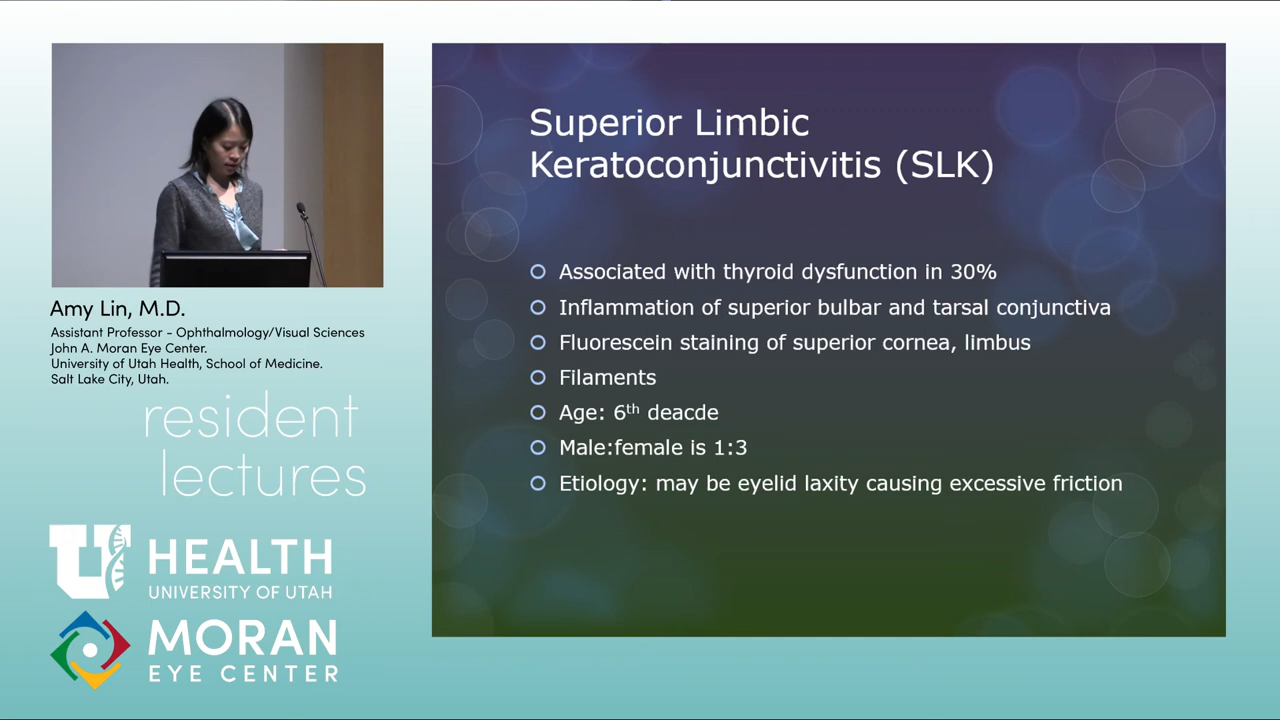 Amy Lin, M.D.
Assistant Professor - Ophthalmology/Visual Sciences
John A. Moran Eye Center.
University of Utah Health, School of Medicine.
Salt Lake City, Utah.
resident
lectures
U HEALTH
UNIVERSITY OF UTAH
MORAN
EYE CENTER
Superior Limbic
Keratoconjunctivitis (SLK)
Associated with thyroid dysfunction in 30%
Inflammation of superior bulbar and tarsal conjunctiva
Fluorescein staining of superior cornea, limbus
Filaments
Age: 6th deacde
Male:female is 1:3
Etiology: may be eyelid laxity causing excessive friction